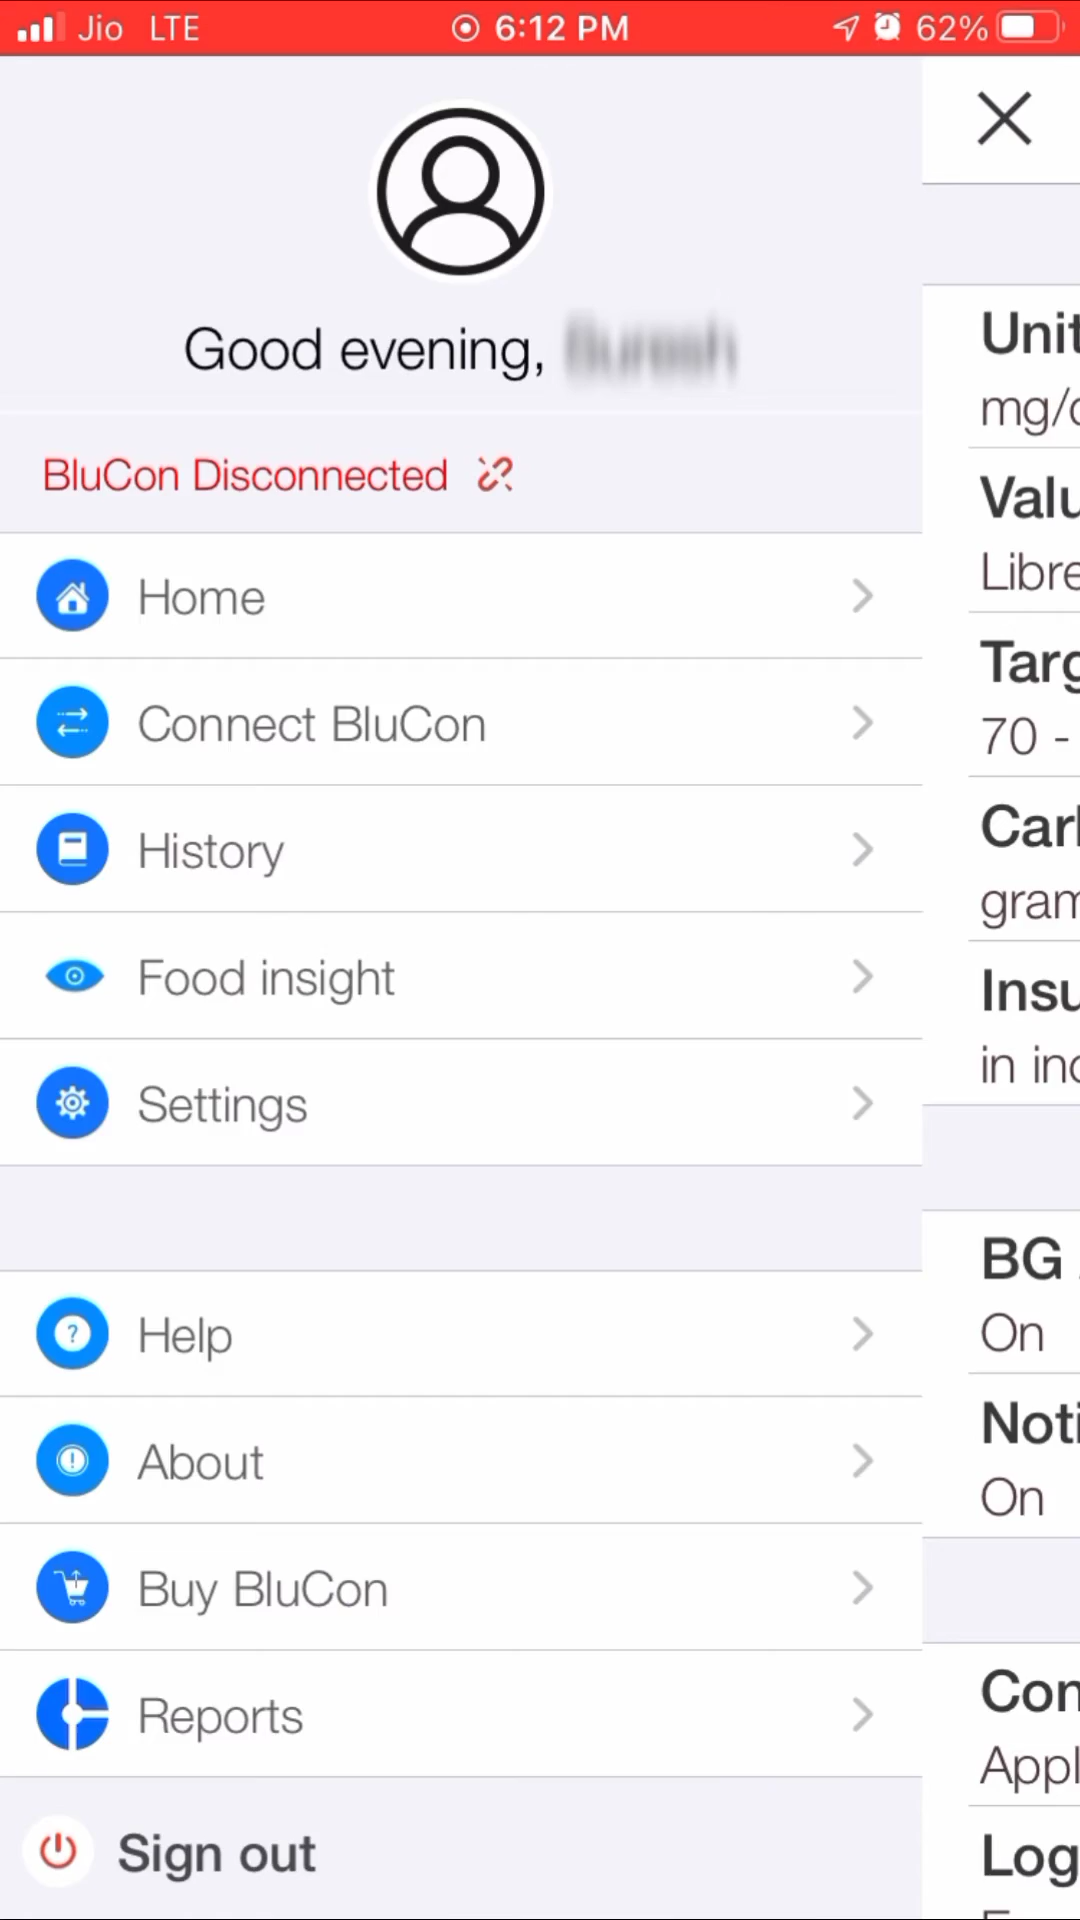 Jio LTE 6:12 PM 62%
Good evening,
BluCon Disconnected
Home
Connect BluCon
History
Food insight
Settings
Help
About
Buy BluCon
Reports
Sign out
Unit
mg/d
Valu
Libre
Targ
70 -
Carl
gram
Insu
in inc
BG
On
Noti
On
Con
Appl
Log